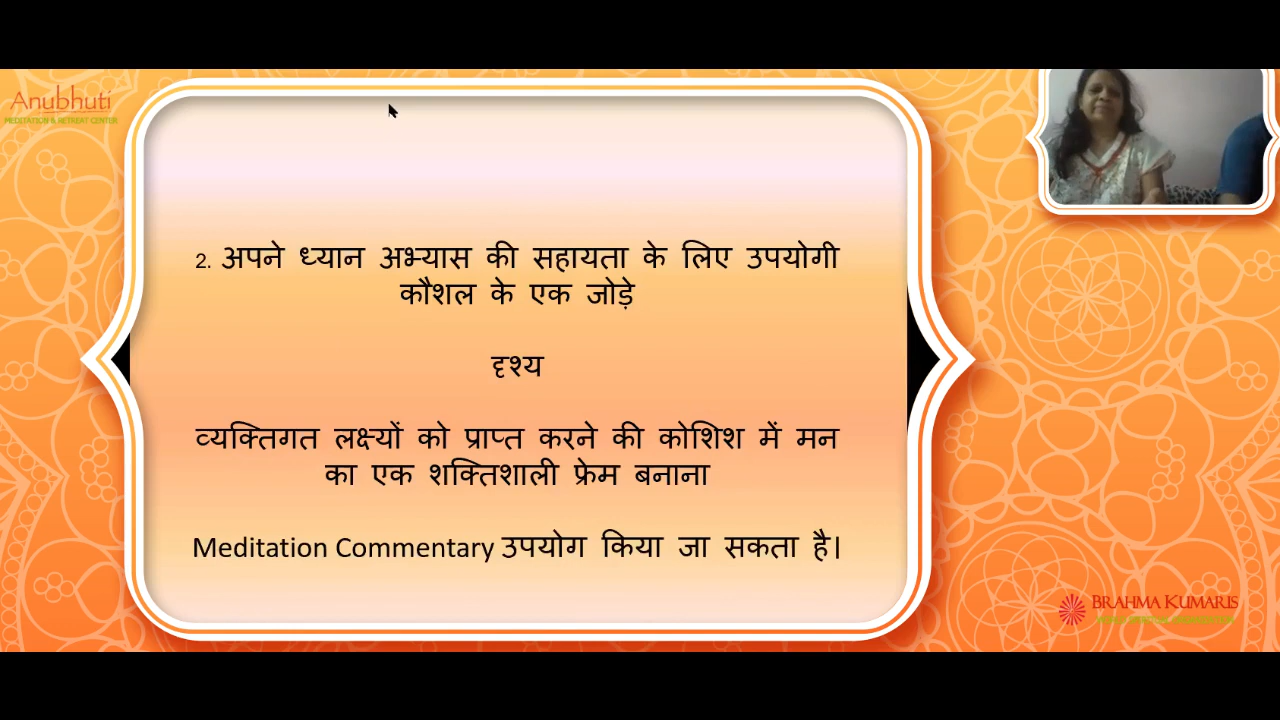 Anubhuti
MEDITATION & RETREAT CENTER
2. अपने ध्यान अभ्यास की सहायता के लिए उपयोगी
कौशल के एक जोड़े
दृश्य
व्यक्तिगत लक्ष्यों को प्राप्त करने की कोशिश में मन
का एक शक्तिशाली फ्रेम बनाना
Meditation Commentary उपयोग किया जा सकता है।
BRAHMA KUMARIS